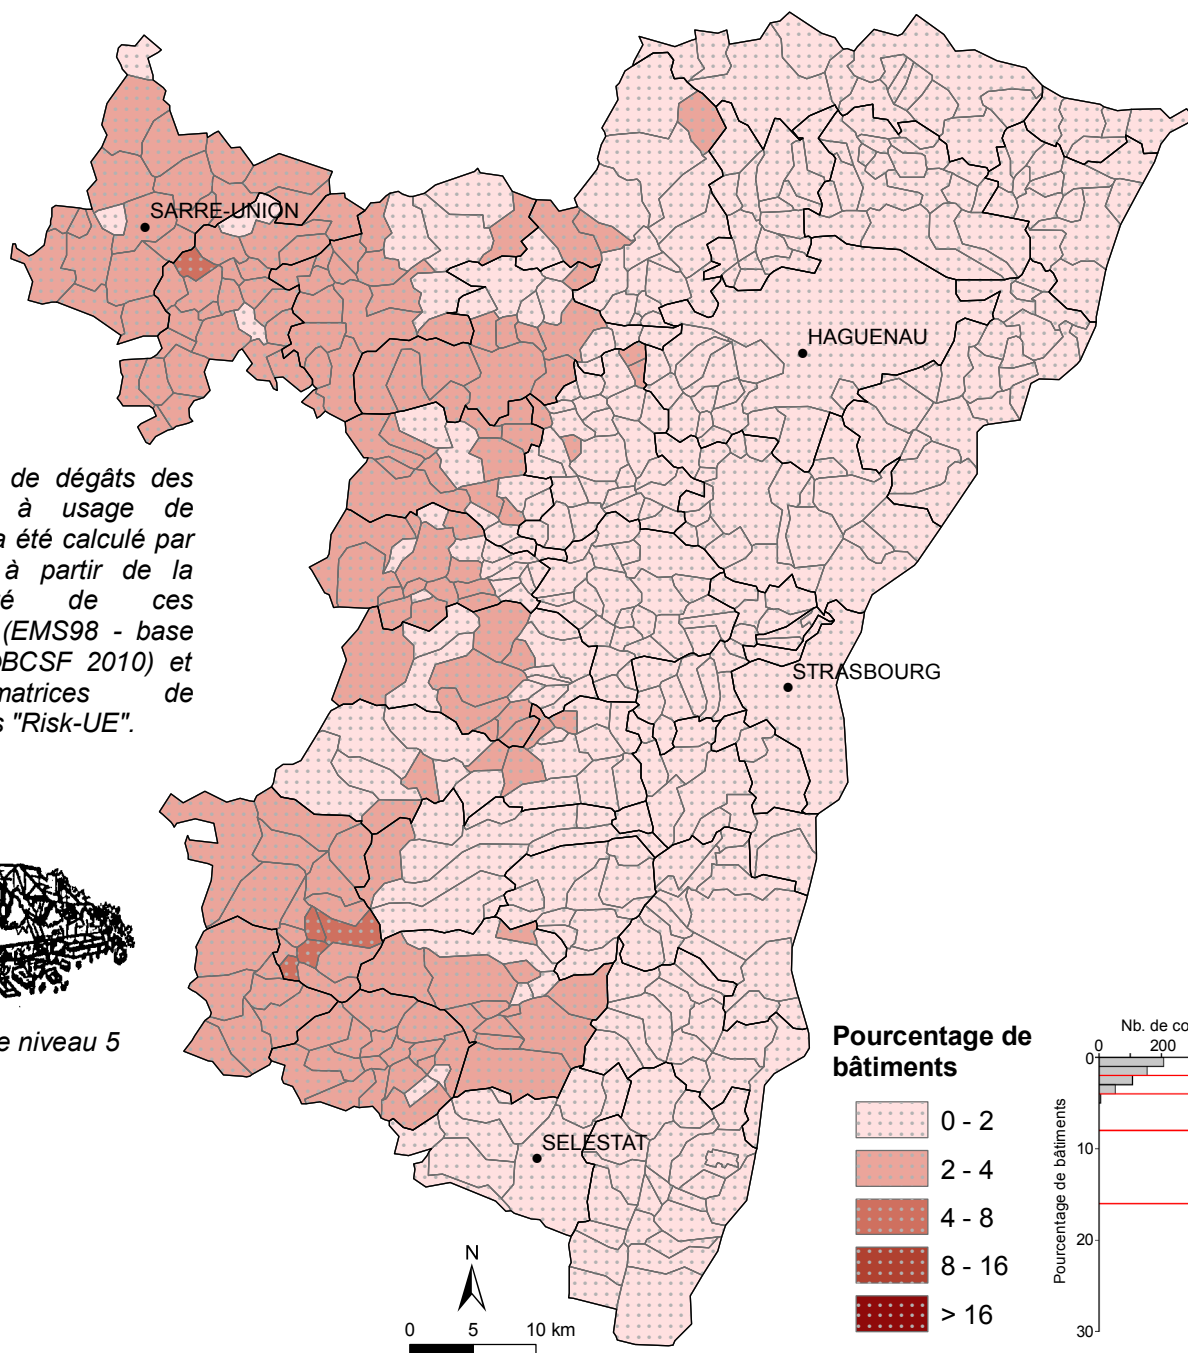 SARRE-UNION
HAGUENAU
STRASBOURG
SELESTAT
de dégâts des
à usage de
a été calculé par
à partir de la
de ces
(EMS98 - base
BCSF 2010) et
de
"Risk-UE".
niveau 5
N
0 5 10 km
Pourcentage de
bâtiments
0 - 2
2 - 4
4 - 8
8 - 16
> 16
Nb. de co
0 200
0
10
20
30
Pourcentage de bâtiments